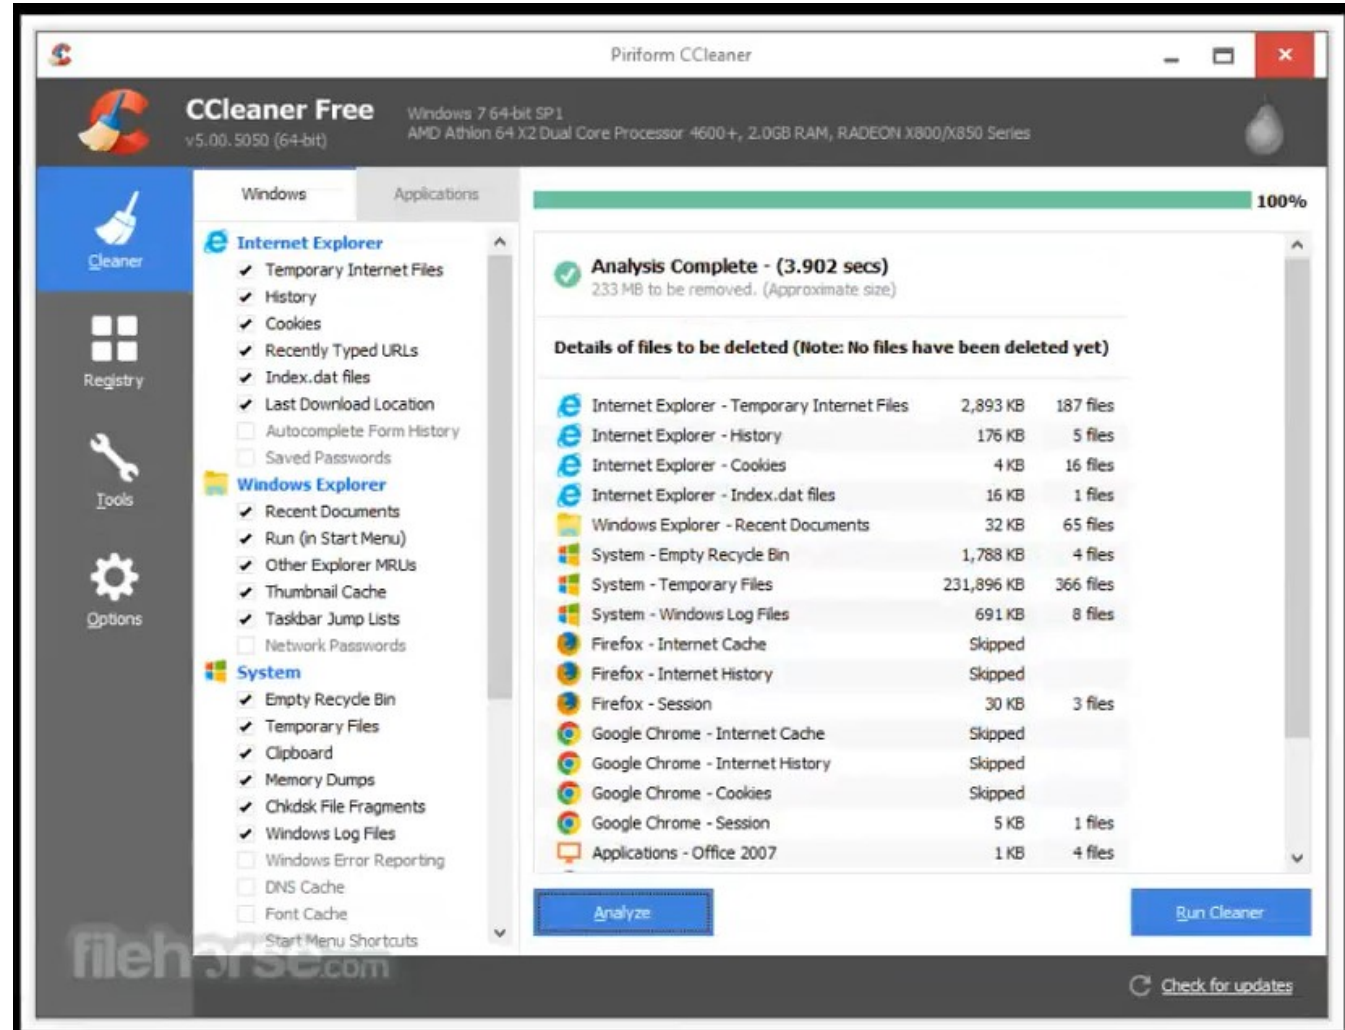 Piriform CCleaner
CCleaner Free
v5.00.5050 (64-bit)
Windows 7 64-bit SP1
AMD Athlon 64 X2 Dual Core Processor 4600+, 2.0GB RAM, RADEON X800/X850 Series
Cleaner
Registry
Tools
Options
Windows
Applications
Internet Explorer
Temporary Internet Files
History
Cookies
Recently Typed URLs
Index.dat files
Last Download Location
Autocomplete Form History
Saved Passwords
Windows Explorer
Recent Documents
Run (in Start Menu)
Other Explorer MRUs
Thumbnail Cache
Taskbar Jump Lists
Network Passwords
System
Empty Recycle Bin
Temporary Files
Clipboard
Memory Dumps
Chkdsk File Fragments
Windows Log Files
Windows Error Reporting
DNS Cache
Font Cache
Start Menu Shortcuts
100%
Analysis Complete - (3.902 secs)
233 MB to be removed. (Approximate size)
Details of files to be deleted (Note: No files have been deleted yet)
Internet Explorer - Temporary Internet Files 2,893 KB 187 files
Internet Explorer - History 176 KB 5 files
Internet Explorer - Cookies 4 KB 16 files
Internet Explorer - Index.dat files 16 KB 1 files
Windows Explorer - Recent Documents 32 KB 65 files
System - Empty Recycle Bin 1,788 KB 4 files
System - Temporary Files 231,896 KB 366 files
System - Windows Log Files 691 KB 8 files
Firefox - Internet Cache Skipped
Firefox - Internet History Skipped
Firefox - Session 30 KB 3 files
Google Chrome - Internet Cache Skipped
Google Chrome - Internet History Skipped
Google Chrome - Cookies Skipped
Google Chrome - Session 5 KB 1 files
Applications - Office 2007 1 KB 4 files
Analyze
Run Cleaner
filehorse.com
Check for updates